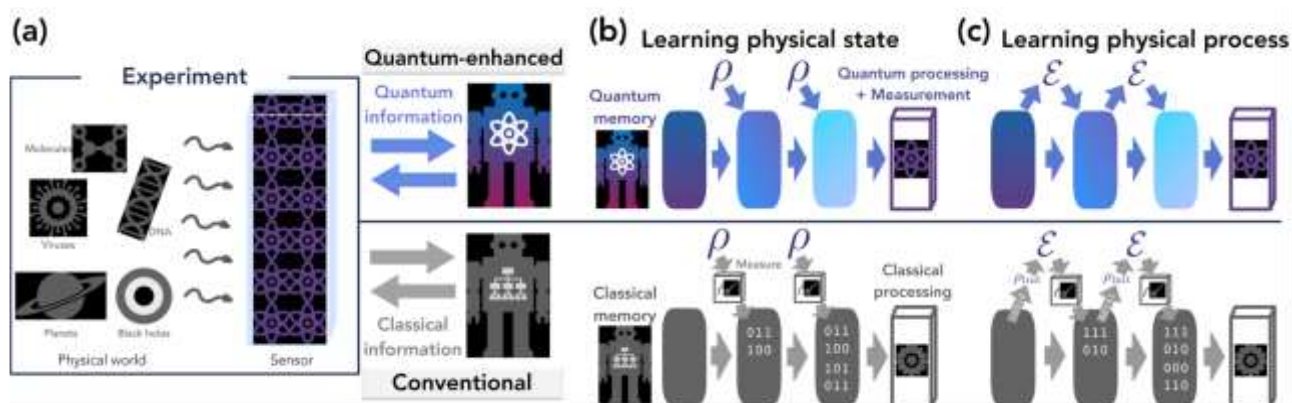 (a)
Experiment
Molecules
Viruses
DNA
Planets
Black holes
Physical world
Sensor
Quantum-enhanced
Quantum
information
Classical
information
Conventional
(b)
Learning physical state
Quantum
memory
ρ
ρ
Quantum processing
+ Measurement
Classical
memory
ρ
Measure
ρ
011
100
011
100
101
011
Classical
processing
(c)
Learning physical process
ℰ
ℰ
ℰ
ℰ
111
010
111
010
000
110